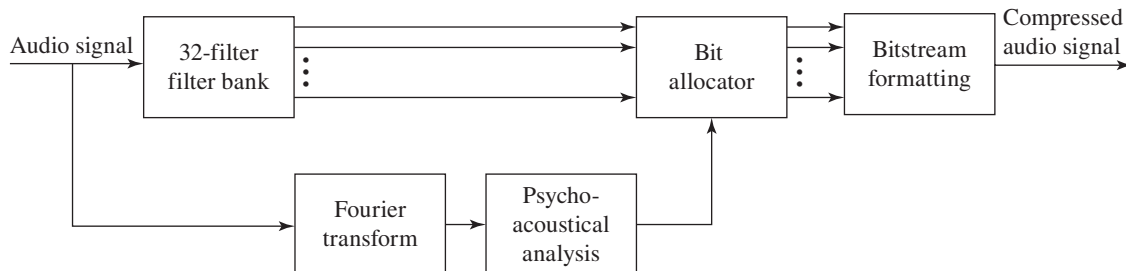 Audio signal
32-filter
filter bank
Bit
allocator
Bitstream
formatting
Compressed
audio signal
Fourier
transform
Psycho-
acoustical
analysis